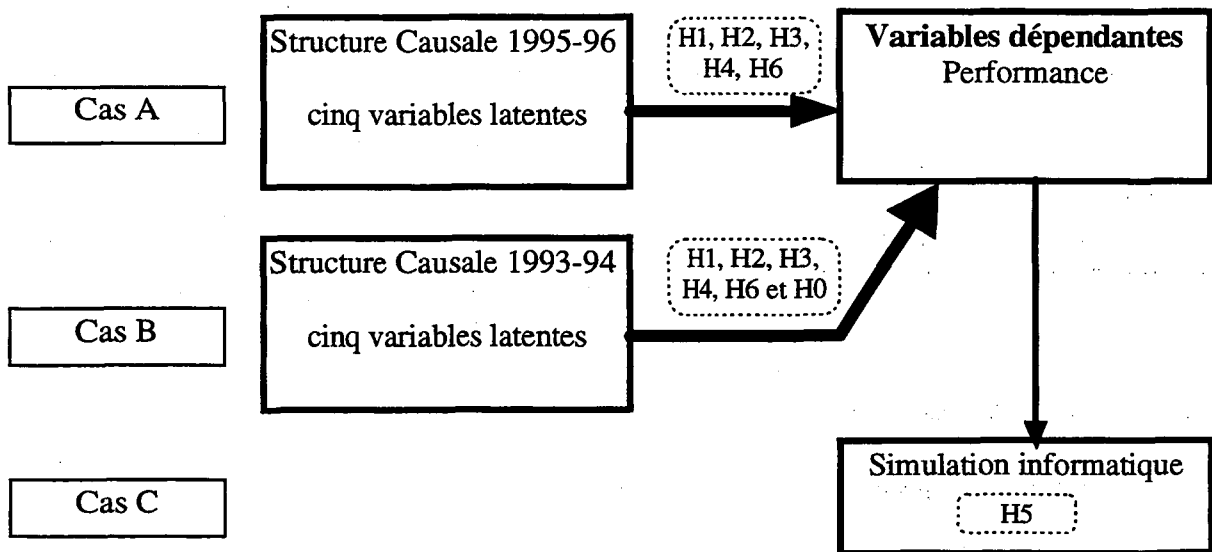 Cas A
Structure Causale 1995-96
cinq variables latentes
H1, H2, H3,
H4, H6
Variables dépendantes
Performance
Cas B
Structure Causale 1993-94
cinq variables latentes
H1, H2, H3,
H4, H6 et H0
Cas C
Simulation informatique
H5